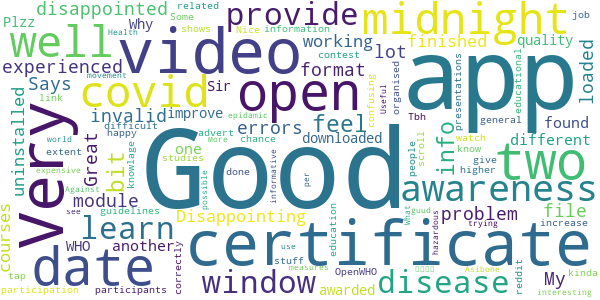 disappointed
Some
related
Why
Nice
information
shows
job
Plzz
provide
midnight
well
video
working
lot
finished
quality
experienced
Health
Sir
contest
format
movement
Says
covid
open
app
loaded
link
confusing
organised
presentations
educational
uninstalled
invalid
improve
errors
feel
downloaded
Tbh
general
found
difficult
happy
advert
epidemic
More
chance
people
scroll
watch
know
different
extent
Very
Great
bit
knowlage
Against
studies
one
possible
Good
info
give
higher
two
world
expensive
module
done
informative
Useful
per
awareness
courses
learn
guidelines
Disappointing
education
What
guud
hazardous
problem
trying
file
increase
WHO
another
see
correctly
certificate
tap
date
window
use
stuff
measures
OpenWHO
awarded
disease
reddit
My
kinda
Asibone
participation
participants
interesting